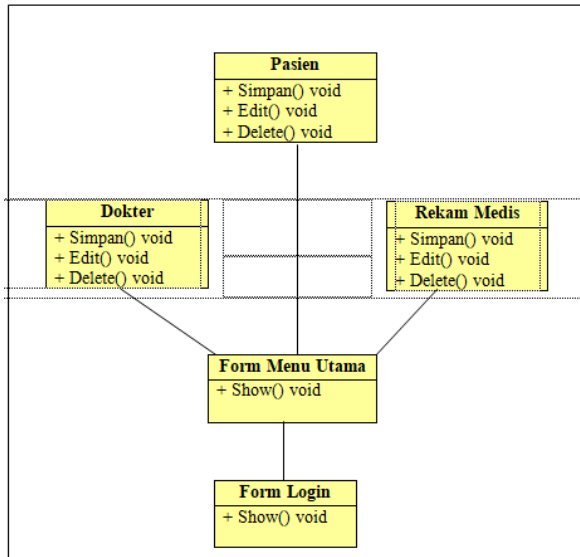 Pasien
+ Simpan() void
+ Edit() void
+ Delete() void
Dokter
+ Simpan() void
+ Edit() void
+ Delete() void
Rekam Medis
+ Simpan() void
+ Edit() void
+ Delete() void
Form Menu Utama
+ Show() void
Form Login
+ Show() void